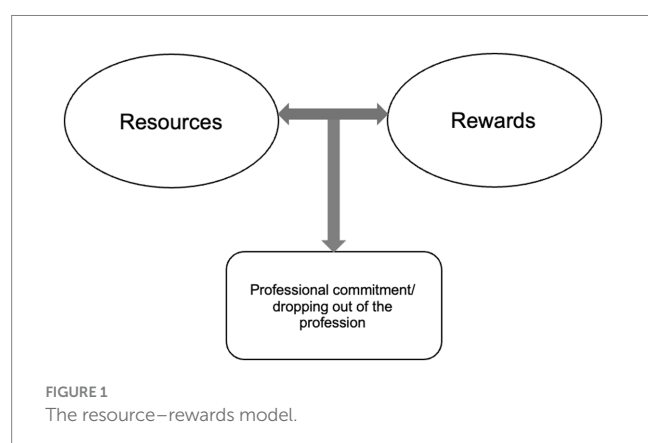 Resources
Rewards
Professional commitment/
dropping out of the
profession
FIGURE 1
The resource–rewards model.